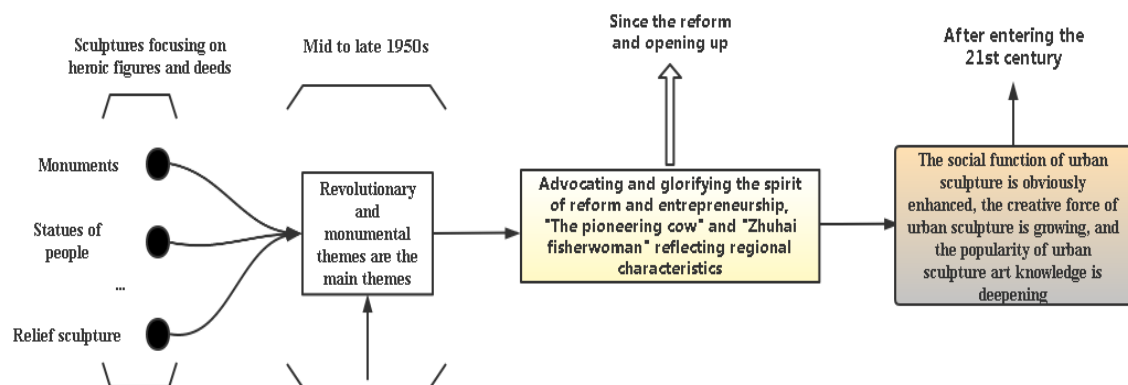 Sculptures focusing on
heroic figures and deeds
Monuments
Statues of
people
...
Relief sculpture
Mid to late 1950s
Revolutionary
and
monumental
themes are the
main themes
Since the reform
and opening up
Advocating and glorifying the spirit
of reform and entrepreneurship,
"The pioneering cow" and "Zhuhai
fisherwoman" reflecting regional
characteristics
After entering the
21st century
The social function of urban
sculpture is obviously
enhanced, the creative force of
urban sculpture is growing, and
the popularity of urban
sculpture art knowledge is
deepening